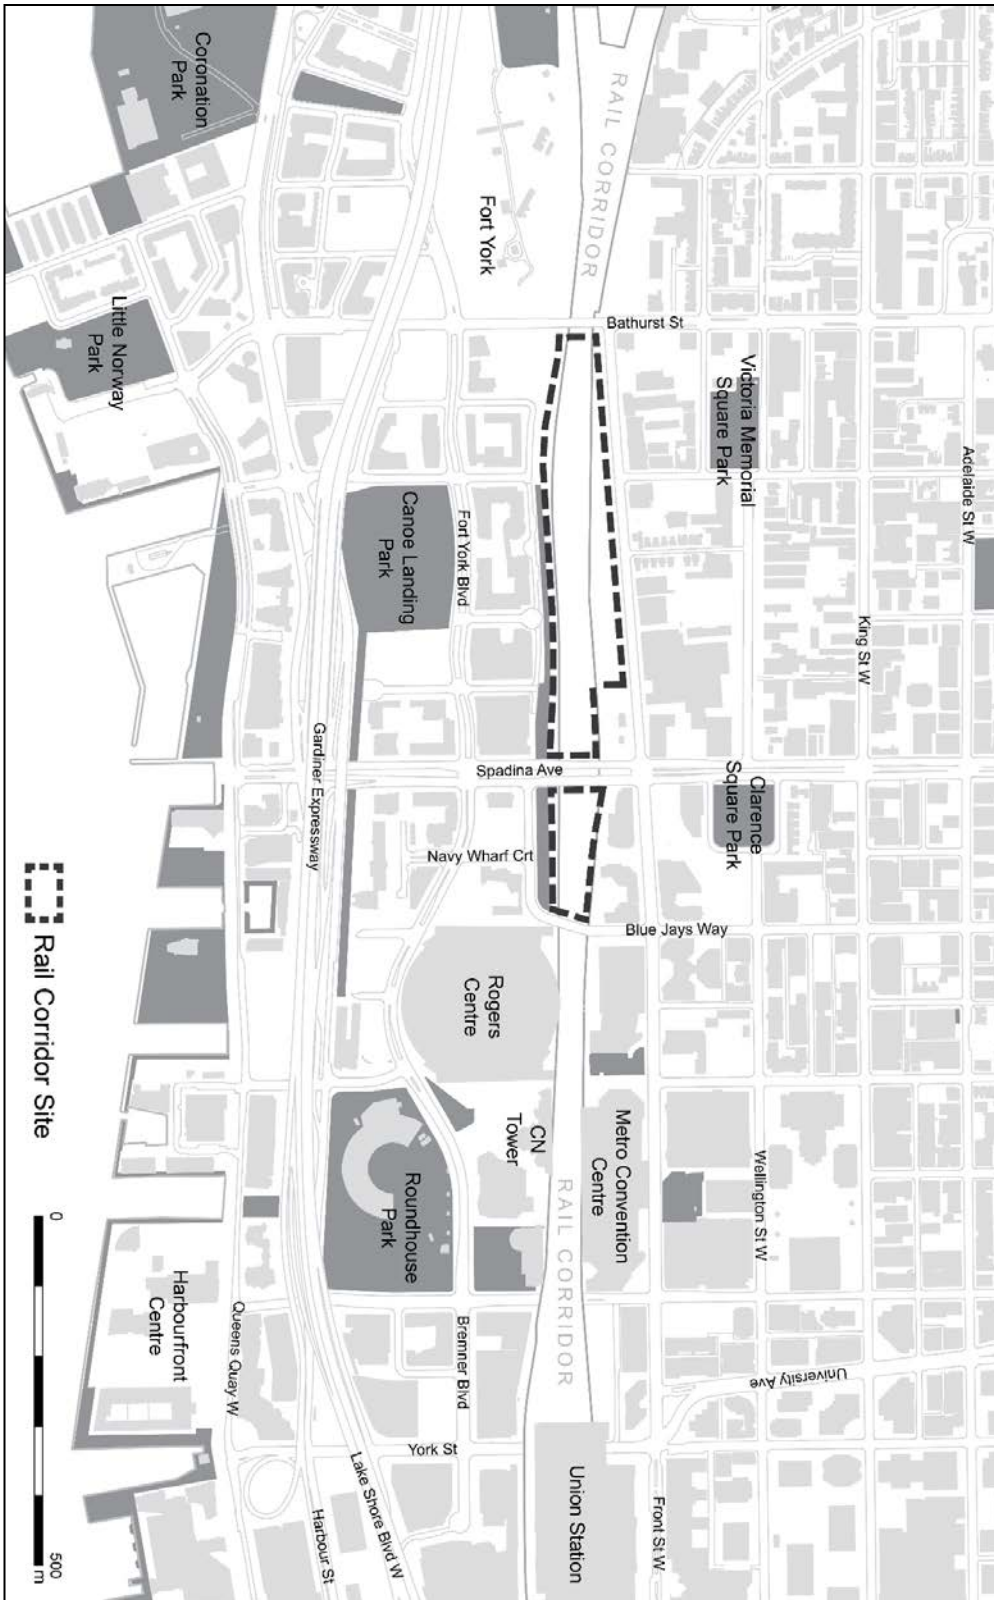 Coronation
Park
RAIL CORRIDOR
Fort York
Little Norway
Park
Bathurst St
Victoria Memorial
Square Park
Adelaide St W
Canoe Landing
Park
Fort York Blvd
King St W
Gardiner Expressway
Spadina Ave
Clarence
Square Park
Navy Wharf Crt
Blue Jays Way
Rogers
Centre
CN
Tower
Metro Convention
Centre
Wellington St W
Roundhouse
Park
RAIL CORRIDOR
Harbourfront
Centre
Queens Quay W
Bremner Blvd
University Ave
York St
Lake Shore Blvd W
Harbour St
Union Station
Front St W
Rail Corridor Site
0
500
m